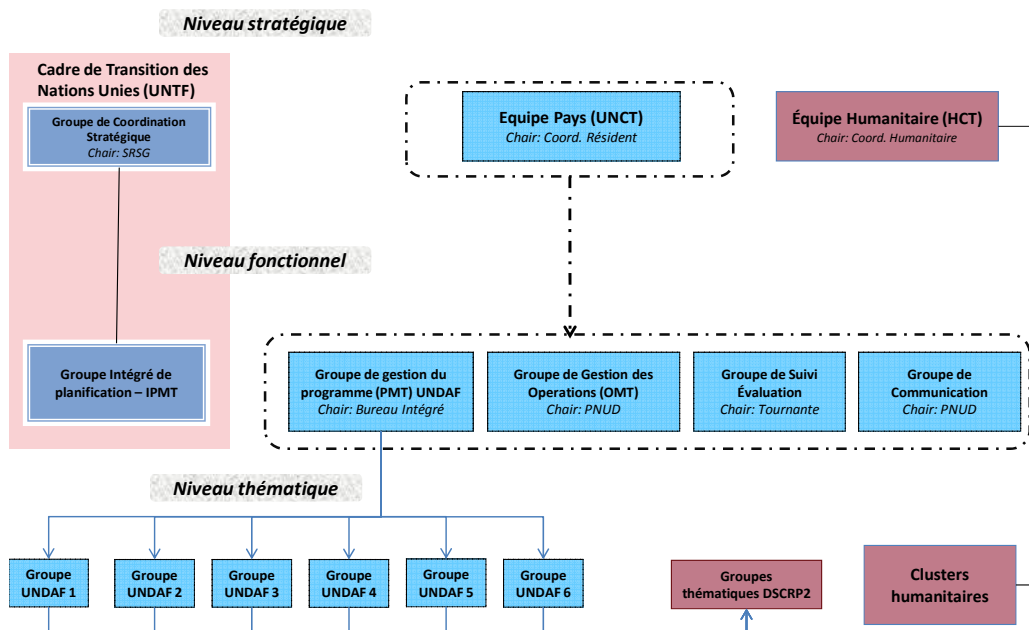 Niveau stratégique
Cadre de Transition des
Nations Unies (UNTF)
Groupe de Coordination
Stratégique
Chair: SRSG
Equipe Pays (UNCT)
Chair: Coord. Résident
Équipe Humanitaire (HCT)
Chair: Coord. Humanitaire
Niveau fonctionnel
Groupe Intégré de
planification – IPMT
Groupe de gestion du
programme (PMT) UNDAF
Chair: Bureau Intégré
Groupe de Gestion des
Operations (OMT)
Chair: PNUD
Groupe de Suivi
Évaluation
Chair: Tournante
Groupe de
Communication
Chair: PNUD
Niveau thématique
Groupe
UNDAF 1
Groupe
UNDAF 2
Groupe
UNDAF 3
Groupe
UNDAF 4
Groupe
UNDAF 5
Groupe
UNDAF 6
Groupes
thématiques DSCRP2
Clusters
humanitaires